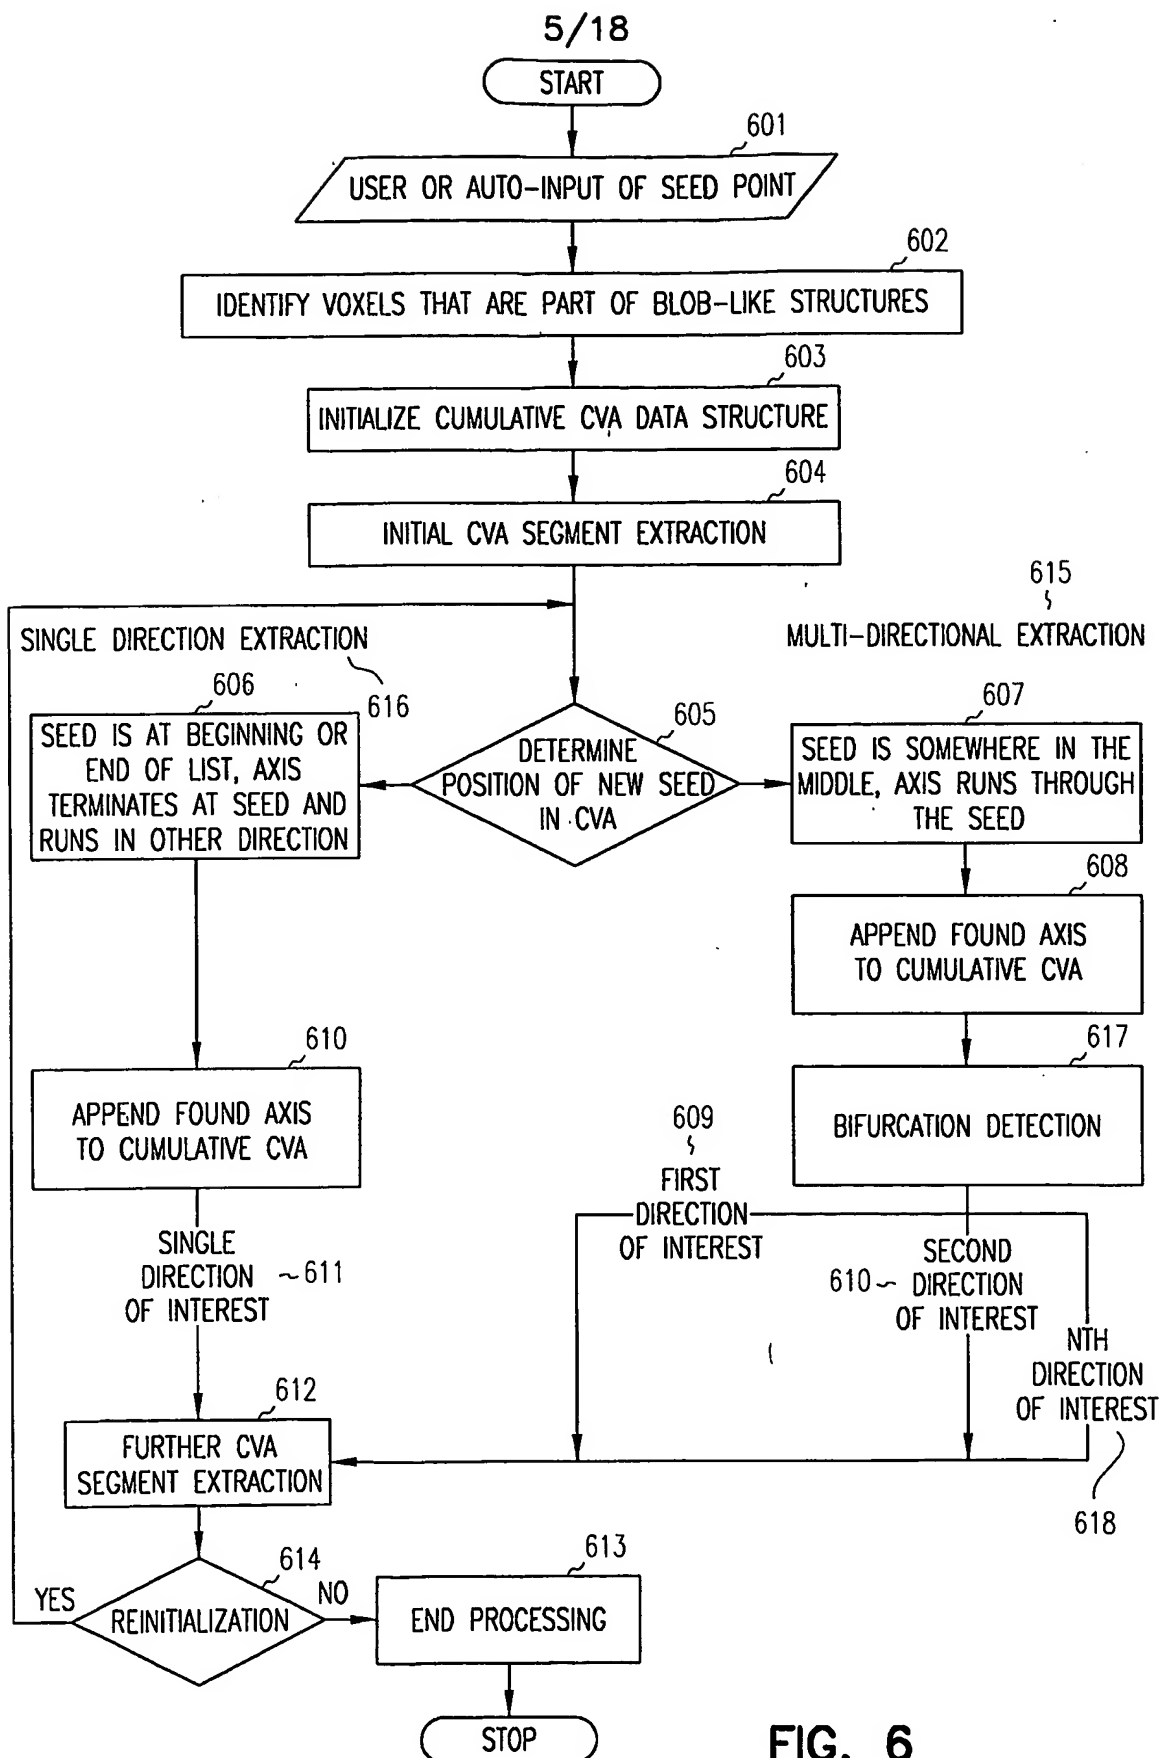 5/18
START
601
USER OR AUTO-INPUT OF SEED POINT
602
IDENTIFY VOXELS THAT ARE PART OF BLOB-LIKE STRUCTURES
603
INITIALIZE CUMULATIVE CVA DATA STRUCTURE
604
INITIAL CVA SEGMENT EXTRACTION
615
MULTI-DIRECTIONAL EXTRACTION
SINGLE DIRECTION EXTRACTION
616
606
SEED IS AT BEGINNING OR
END OF LIST, AXIS
TERMINATES AT SEED AND
RUNS IN OTHER DIRECTION
605
DETERMINE
POSITION OF NEW SEED
IN CVA
607
SEED IS SOMEWHERE IN THE
MIDDLE, AXIS RUNS THROUGH
THE SEED
608
APPEND FOUND AXIS
TO CUMULATIVE CVA
617
BIFURCATION DETECTION
610
APPEND FOUND AXIS
TO CUMULATIVE CVA
SINGLE
DIRECTION
OF INTEREST
611
609
FIRST
DIRECTION
OF INTEREST
610
SECOND
DIRECTION
OF INTEREST
NTH
DIRECTION
OF INTEREST
618
612
FURTHER CVA
SEGMENT EXTRACTION
614
REINITIALIZATION
YES
NO
613
END PROCESSING
STOP
FIG. 6